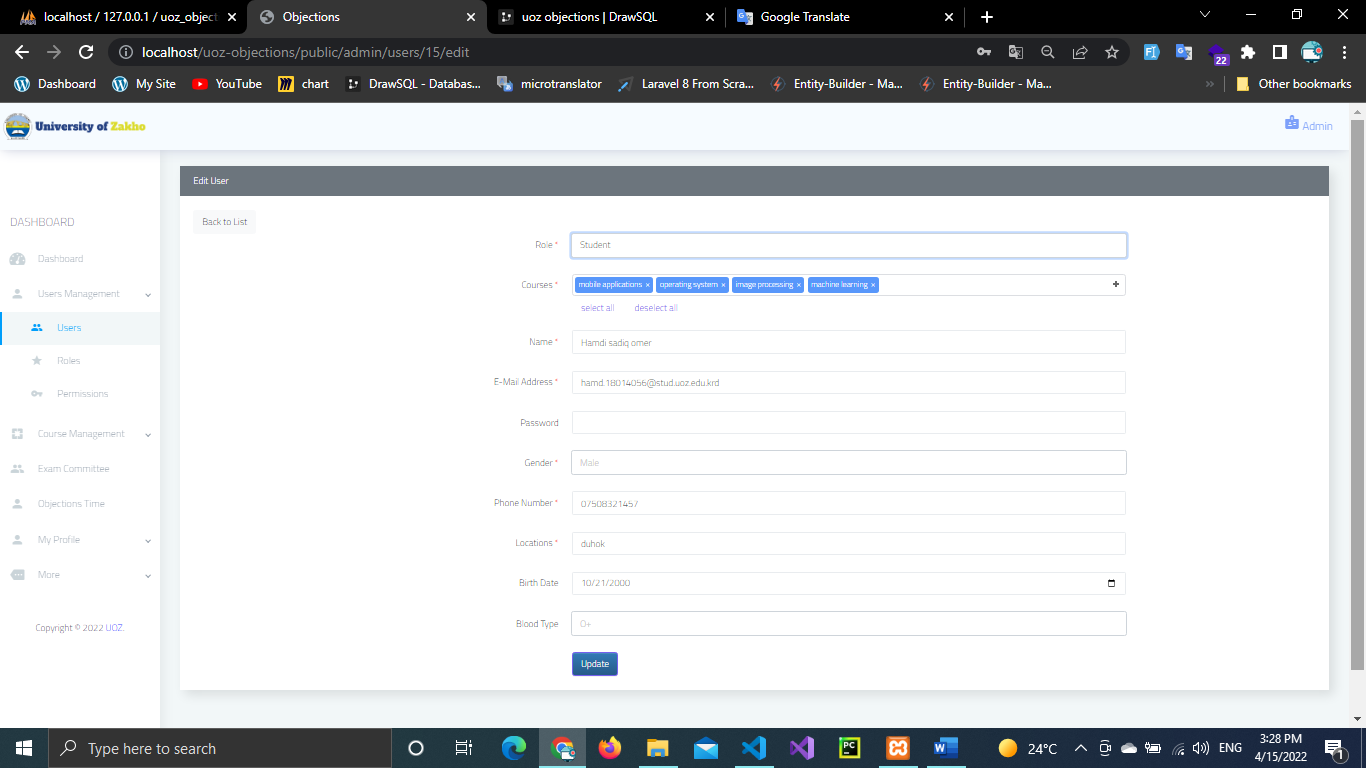 localhost / 127.0.0.1 / uoz_object
Objections
uoz objections | DrawSQL
Google Translate
localhost/uoz-objections/public/admin/users/15/edit
22
Dashboard
My Site
YouTube
chart
DrawSQL - Databas...
microtranslator
Laravel 8 From Scra...
Entity-Builder - Ma...
Entity-Builder - Ma...
»
Other bookmarks
University of Zakho
Admin
Edit User
Back to List
DASHBOARD
Dashboard
Users Management
Users
Roles
Permissions
Course Management
Exam Committee
Objections Time
My Profile
More
Copyright © 2022 UOZ.
Role * Student
Courses * mobile applications × operating system × image processing × machine learning × +
select all deselect all
Name * Hamdi sadiq omer
E-Mail Address * hamd.18014056@stud.uoz.edu.krd
Password
Gender * Male
Phone Number * 07508321457
Locations * duhok
Birth Date 10/21/2000
Blood Type O+
Update
Type here to search
24°C
ENG
3:28 PM
4/15/2022
1